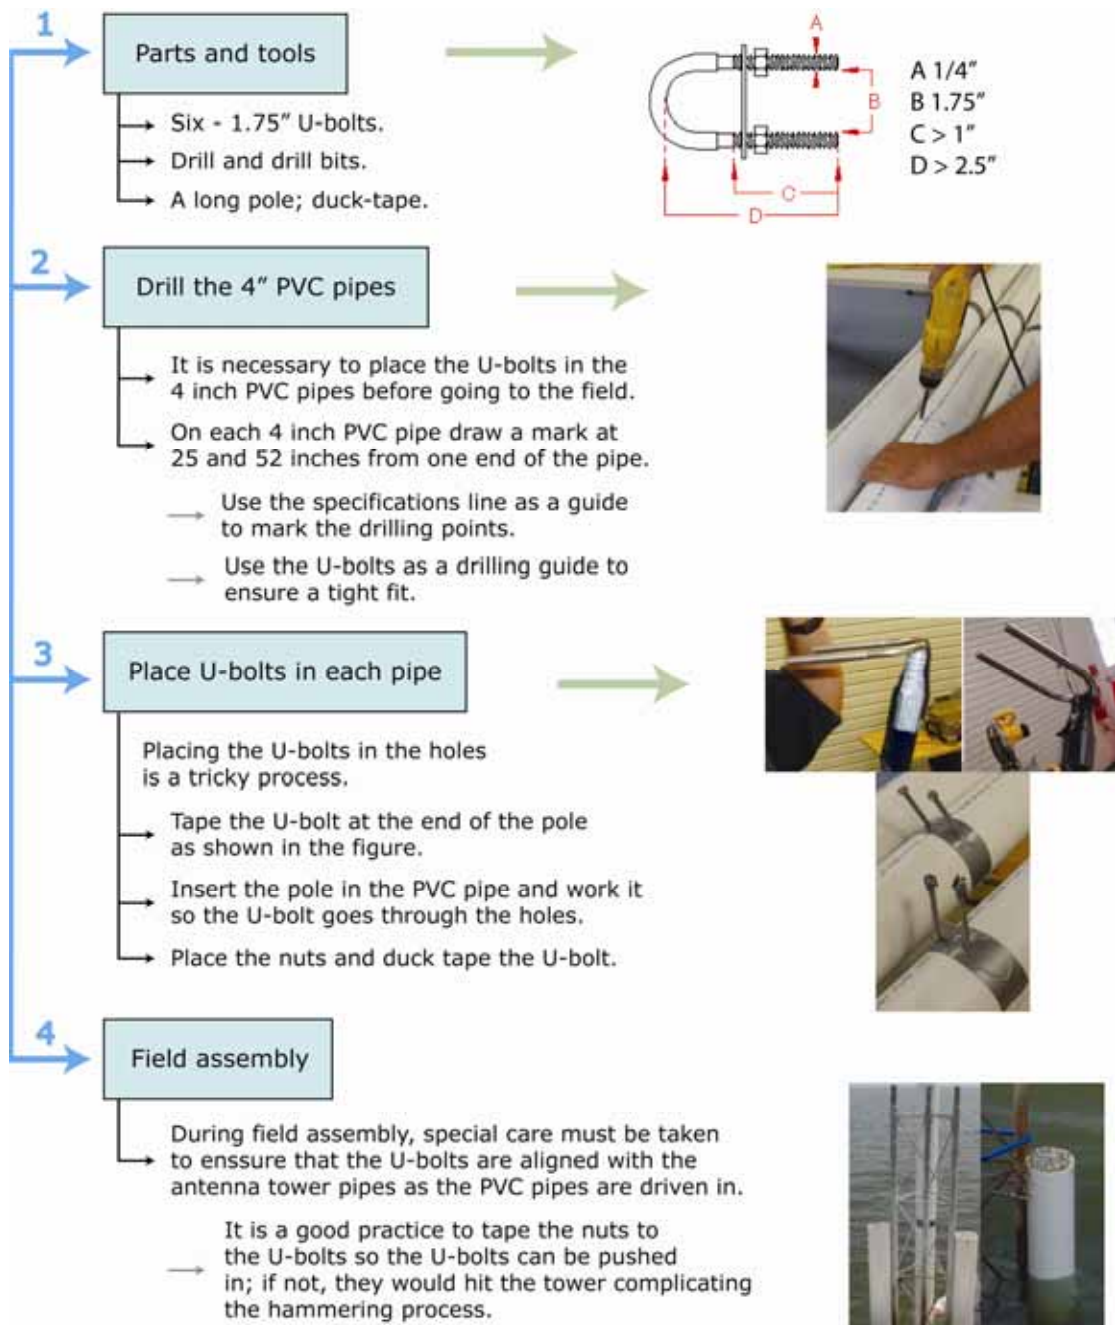 1
Parts and tools
Six - 1.75" U-bolts.
Drill and drill bits.
A long pole; duck-tape.
A
B
C
D
A 1/4"
B 1.75"
C > 1"
D > 2.5"
2
Drill the 4" PVC pipes
It is necessary to place the U-bolts in the
4 inch PVC pipes before going to the field.
On each 4 inch PVC pipe draw a mark at
25 and 52 inches from one end of the pipe.
Use the specifications line as a guide
to mark the drilling points.
Use the U-bolts as a drilling guide to
ensure a tight fit.
3
Place U-bolts in each pipe
Placing the U-bolts in the holes
is a tricky process.
Tape the U-bolt at the end of the pole
as shown in the figure.
Insert the pole in the PVC pipe and work it
so the U-bolt goes through the holes.
Place the nuts and duck tape the U-bolt.
4
Field assembly
During field assembly, special care must be taken
to enssure that the U-bolts are aligned with the
antenna tower pipes as the PVC pipes are driven in.
It is a good practice to tape the nuts to
the U-bolts so the U-bolts can be pushed
in; if not, they would hit the tower complicating
the hammering process.